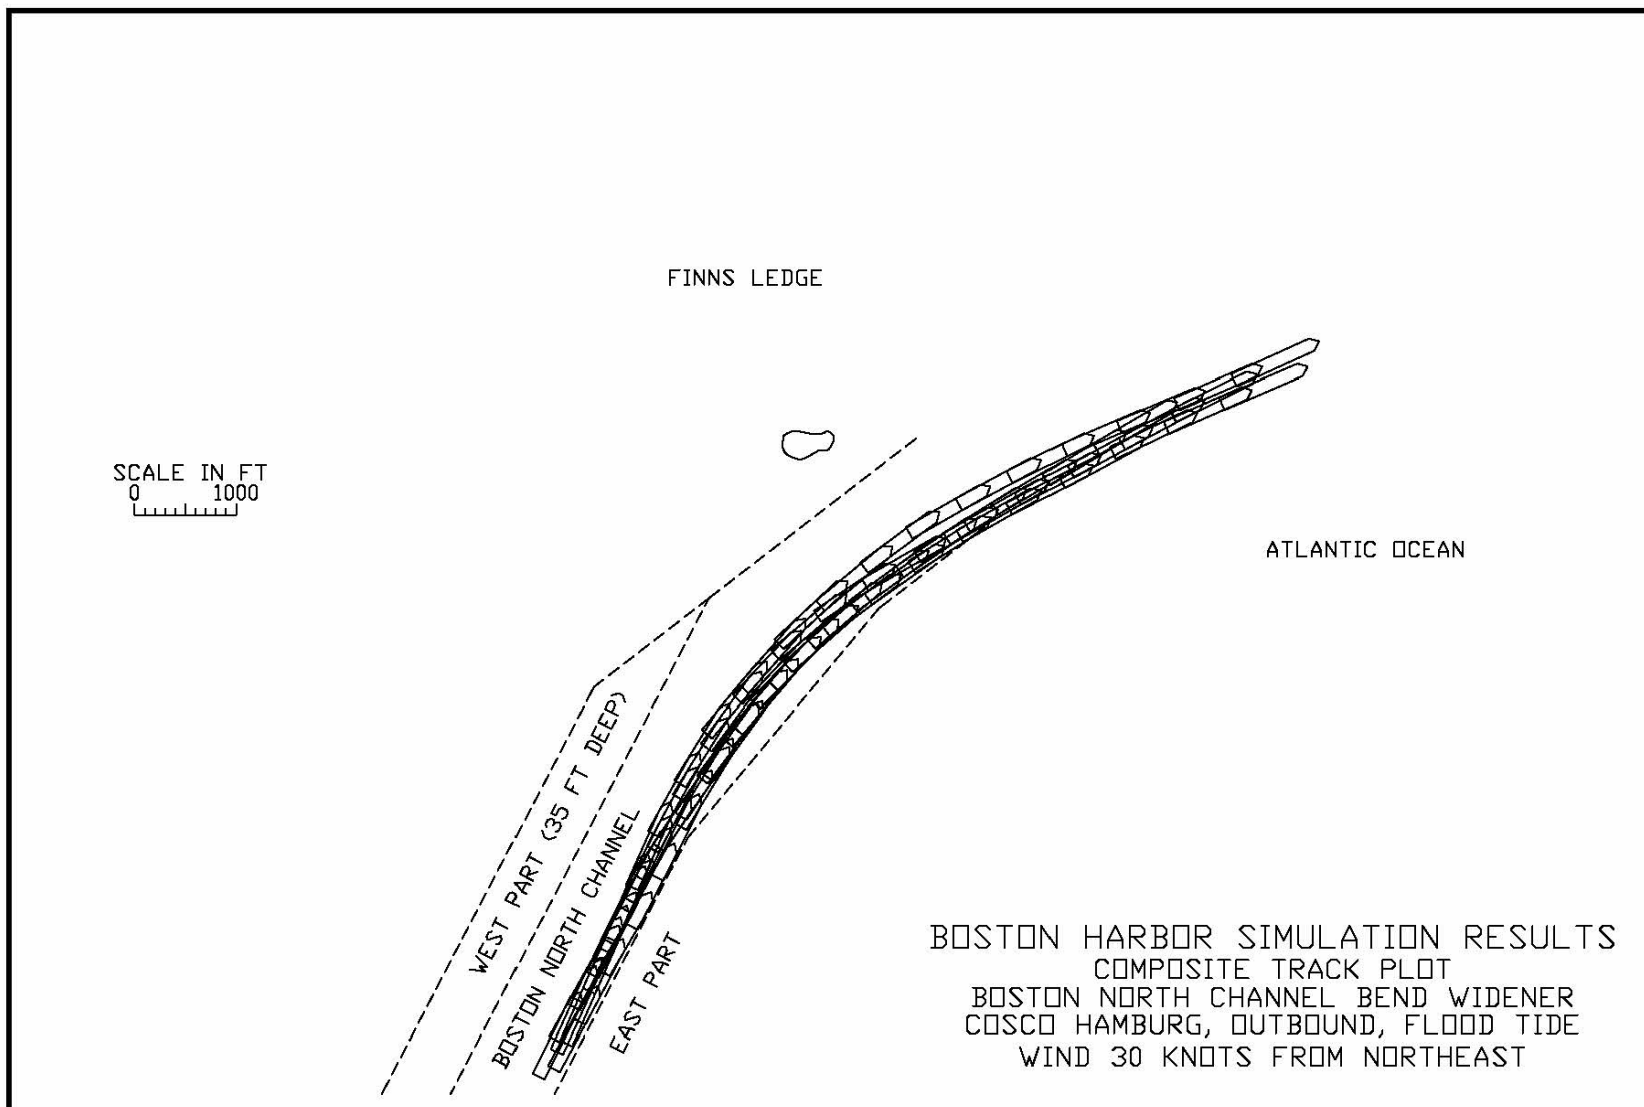 FINNS LEDGE
SCALE IN FT
0 1000
ATLANTIC OCEAN
WEST PART (35 FT DEEP)
BOSTON NORTH CHANNEL
EAST PART
BOSTON HARBOR SIMULATION RESULTS
COMPOSITE TRACK PLOT
BOSTON NORTH CHANNEL BEND WIDENER
COSCO HAMBURG, OUTBOUND, FLOOD TIDE
WIND 30 KNOTS FROM NORTHEAST